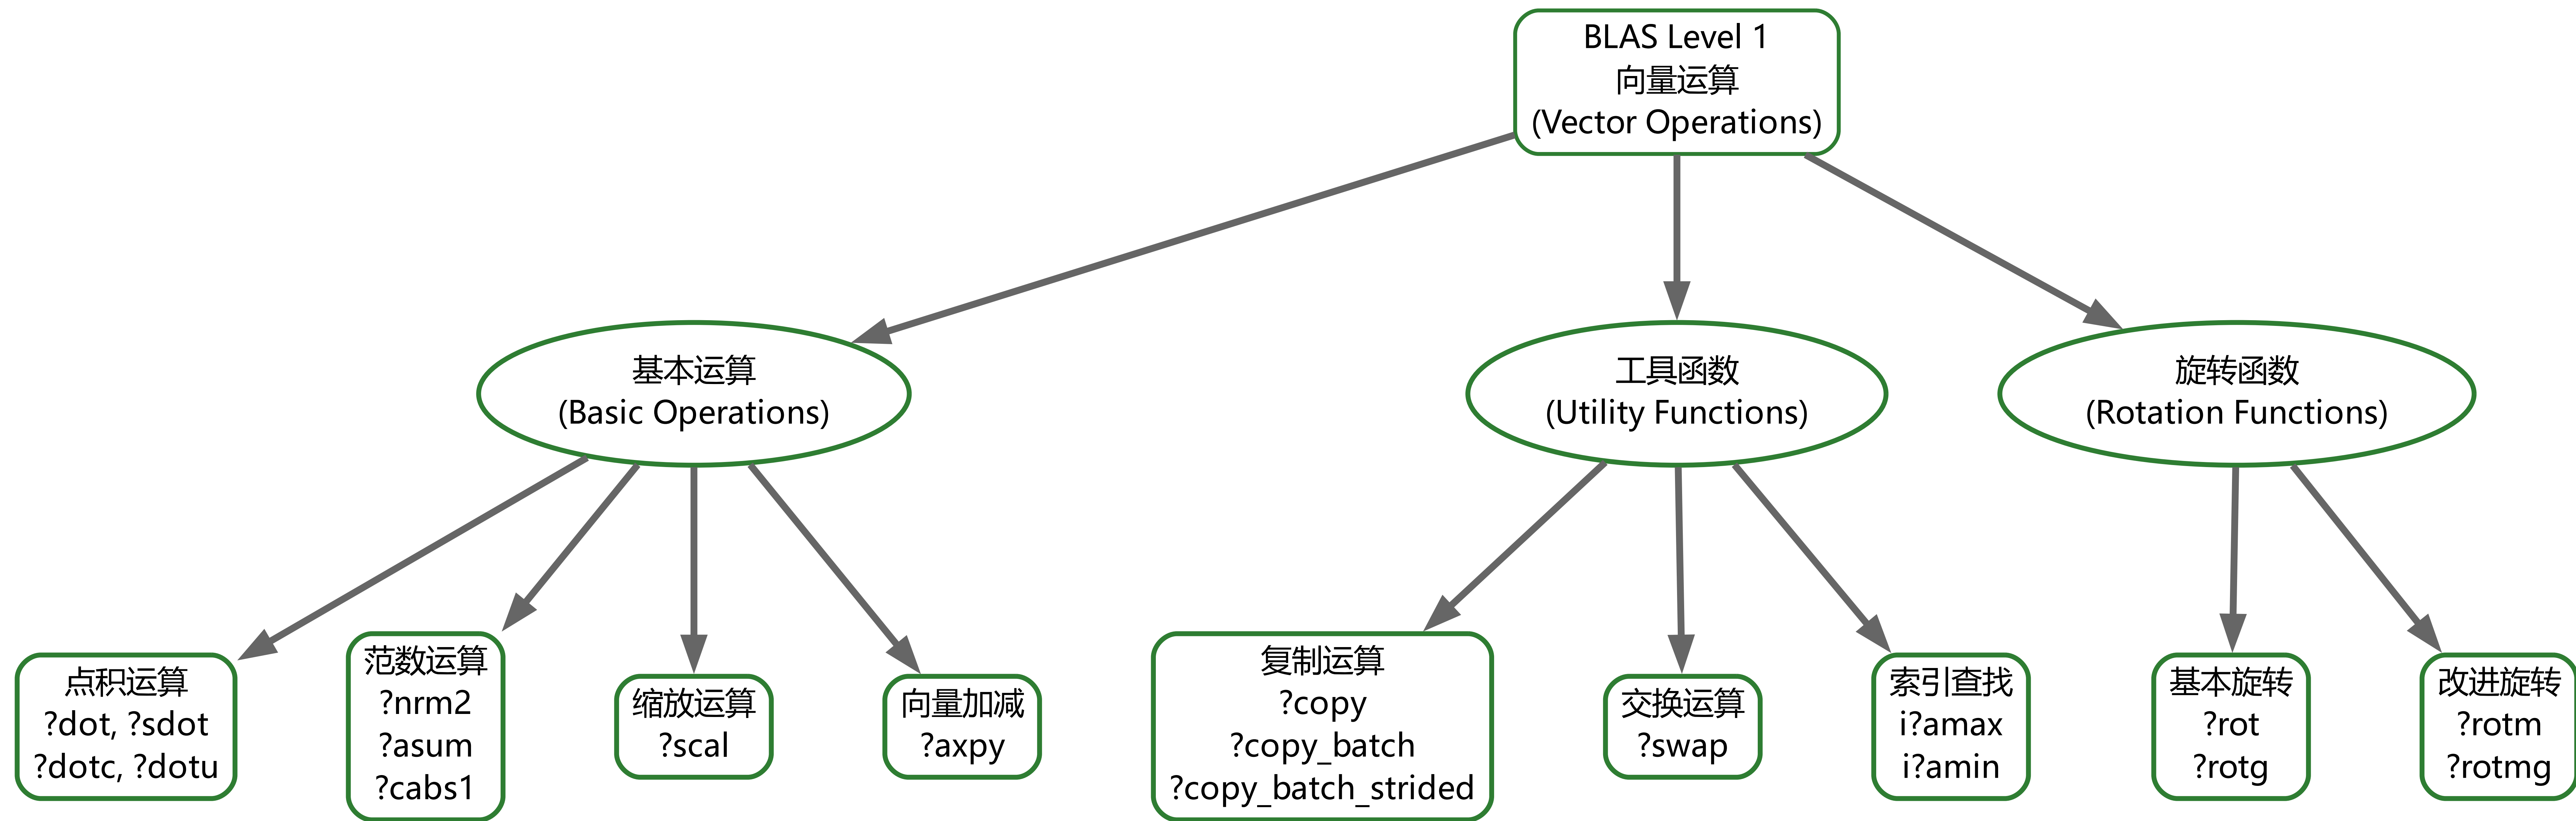 BLAS Level 1
向量运算
(Vector Operations)
基本运算
(Basic Operations)
工具函数
(Utility Functions)
旋转函数
(Rotation Functions)
点积运算
?dot, ?sdot
?dotc, ?dotu
范数运算
?nrm2
?asum
?cabs1
缩放运算
?scal
向量加减
?axpy
复制运算
?copy
?copy_batch
?copy_batch_strided
交换运算
?swap
索引查找
i?amax
i?amin
基本旋转
?rot
?rotg
改进旋转
?rotm
?rotmg